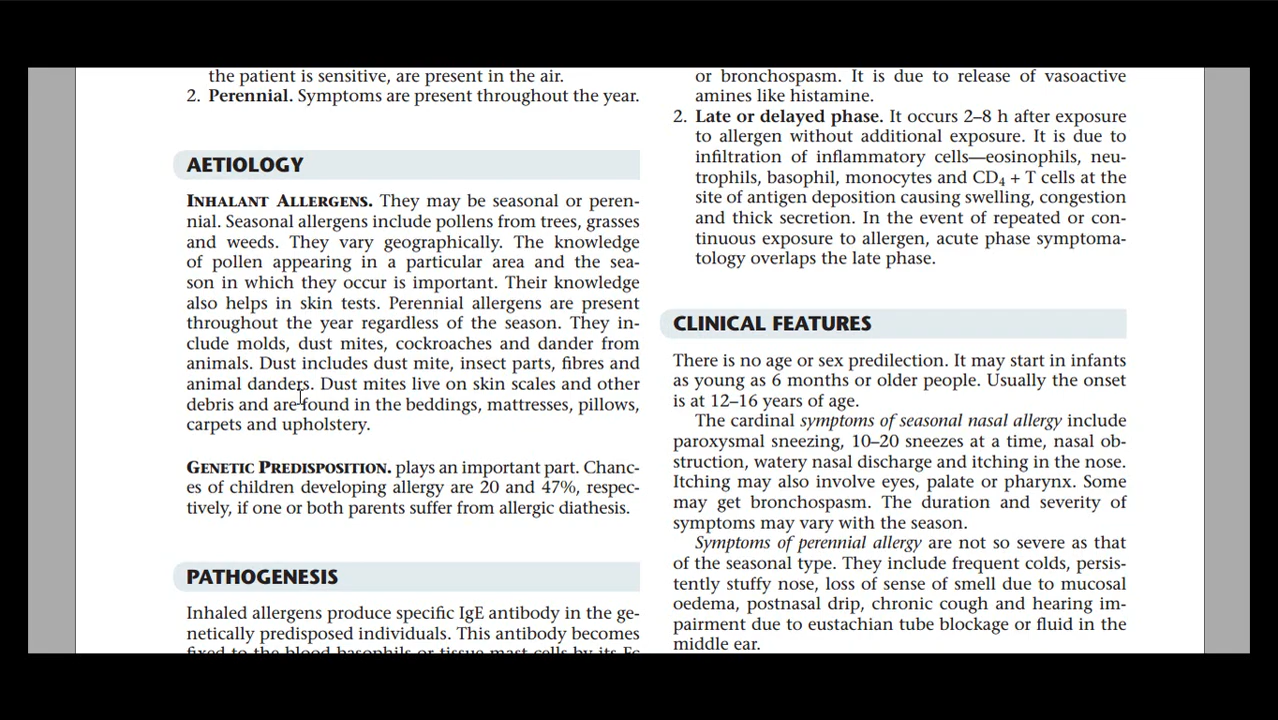 the patient is sensitive, are present in the air.
2. Perennial. Symptoms are present throughout the year.
AETIOLOGY
INHALANT ALLERGENS. They may be seasonal or peren-
nial. Seasonal allergens include pollens from trees, grasses
and weeds. They vary geographically. The knowledge
of pollen appearing in a particular area and the sea-
son in which they occur is important. Their knowledge
also helps in skin tests. Perennial allergens are present
throughout the year regardless of the season. They in-
clude molds, dust mites, cockroaches and dander from
animals. Dust includes dust mite, insect parts, fibres and
animal danders. Dust mites live on skin scales and other
debris and are found in the beddings, mattresses, pillows,
carpets and upholstery.
GENETIC PREDISPOSITION. plays an important part. Chanc-
es of children developing allergy are 20 and 47%, respec-
tively, if one or both parents suffer from allergic diathesis.
PATHOGENESIS
Inhaled allergens produce specific IgE antibody in the ge-
netically predisposed individuals. This antibody becomes
fixed to the blood basophils or tissue mast cells by its Fc
or bronchospasm. It is due to release of vasoactive
amines like histamine.
2. Late or delayed phase. It occurs 2–8 h after exposure
to allergen without additional exposure. It is due to
infiltration of inflammatory cells—eosinophils, neu-
trophils, basophil, monocytes and CD4 + T cells at the
site of antigen deposition causing swelling, congestion
and thick secretion. In the event of repeated or con-
tinuous exposure to allergen, acute phase symptoma-
tology overlaps the late phase.
CLINICAL FEATURES
There is no age or sex predilection. It may start in infants
as young as 6 months or older people. Usually the onset
is at 12–16 years of age.
The cardinal symptoms of seasonal nasal allergy include
paroxysmal sneezing, 10–20 sneezes at a time, nasal ob-
struction, watery nasal discharge and itching in the nose.
Itching may also involve eyes, palate or pharynx. Some
may get bronchospasm. The duration and severity of
symptoms may vary with the season.
Symptoms of perennial allergy are not so severe as that
of the seasonal type. They include frequent colds, persis-
tently stuffy nose, loss of sense of smell due to mucosal
oedema, postnasal drip, chronic cough and hearing im-
pairment due to eustachian tube blockage or fluid in the
middle ear.